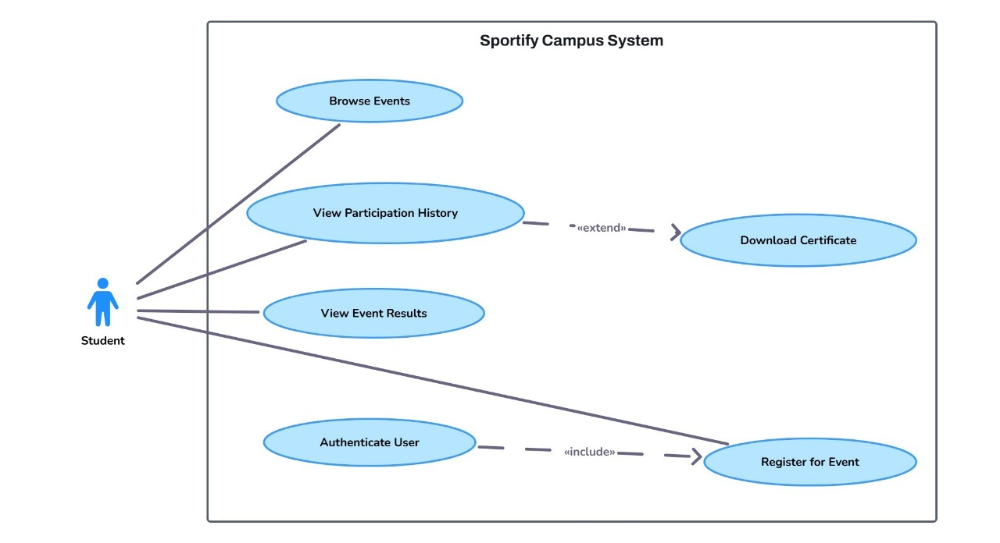 Sportify Campus System
Browse Events
View Participation History
«extend»
Download Certificate
View Event Results
Student
Authenticate User
«include»
Register for Event